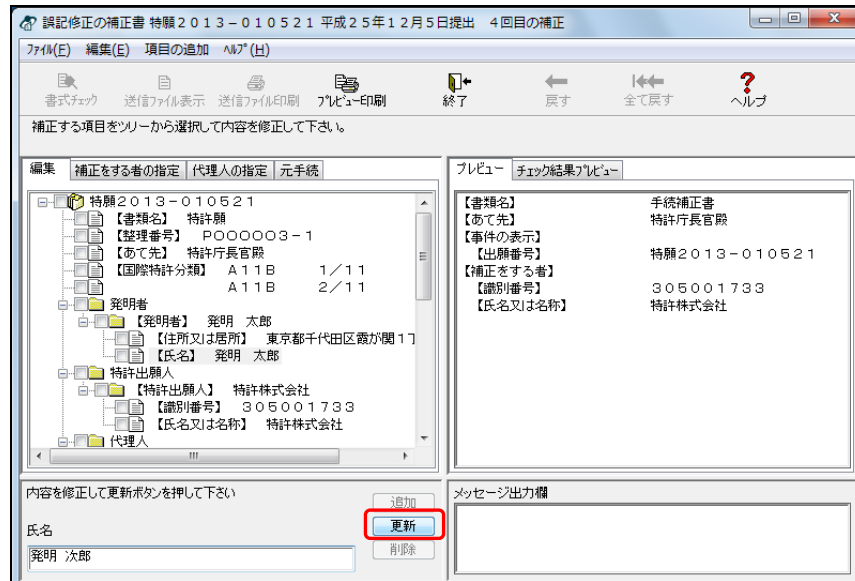 誤記修正の補正書 特願２０１３－０１０５２１ 平成２５年１２月５日提出 ４回目の補正
ﾌｧｲﾙ(F) 編集(E) 項目の追加 ﾍﾙﾌﾟ(H)
書式ﾁｪｯｸ 送信ﾌｧｲﾙ表示 送信ﾌｧｲﾙ印刷 ﾌﾟﾚﾋﾞｭｰ印刷 終了 戻す 全て戻す ヘルプ
補正する項目をツリーから選択して内容を修正して下さい。
編集 補正をする者の指定 代理人の指定 元手続
特願２０１３－０１０５２１
【書類名】 特許願
【整理番号】 Ｐ０００００３－１
【あて先】 特許庁長官殿
【国際特許分類】 Ａ１１Ｂ １／１１
Ａ１１Ｂ ２／１１
発明者
【発明者】 発明 太郎
【住所又は居所】 東京都千代田区霞が関１丁
【氏名】 発明 太郎
特許出願人
【特許出願人】 特許株式会社
【識別番号】 ３０５００１７３３
【氏名又は名称】 特許株式会社
代理人
プレビュー ﾁｪｯｸ結果ﾌﾟﾚﾋﾞｭｰ
【書類名】 手続補正書
【あて先】 特許庁長官殿
【事件の表示】
【出願番号】 特願２０１３－０１０５２１
【補正をする者】
【識別番号】 ３０５００１７３３
【氏名又は名称】 特許株式会社
内容を修正して更新ボタンを押して下さい
追加
氏名
更新
発明 次郎
削除
メッセージ出力欄